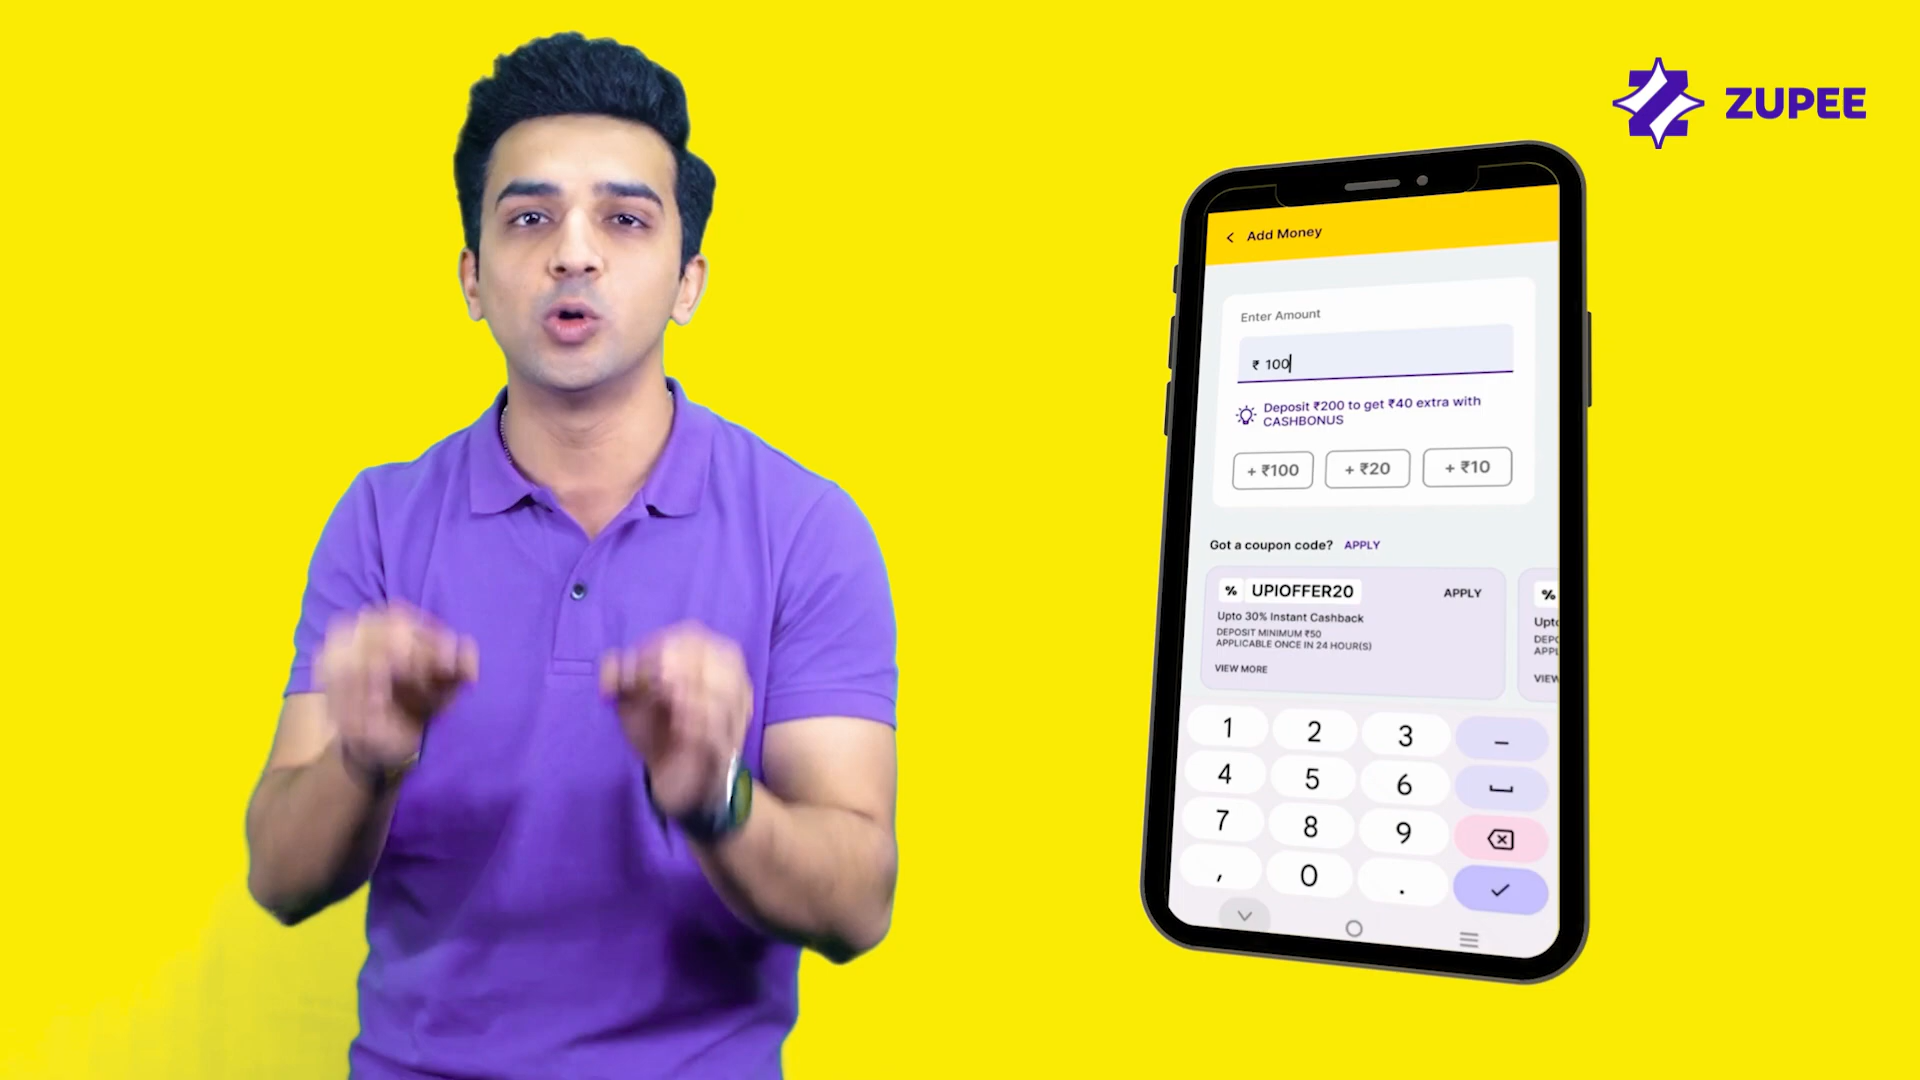 ZUPEE
Add Money
Enter Amount
₹ 100
Deposit ₹200 to get ₹40 extra with
CASHBONUS
+ ₹100 + ₹20 + ₹10
Got a coupon code? APPLY
% UPIOFFER20 APPLY
Upto 30% Instant Cashback
DEPOSIT MINIMUM ₹50
APPLICABLE ONCE IN 24 HOUR(S)
VIEW MORE
%
1 2 3 –
4 5 6
7 8 9
, 0 .